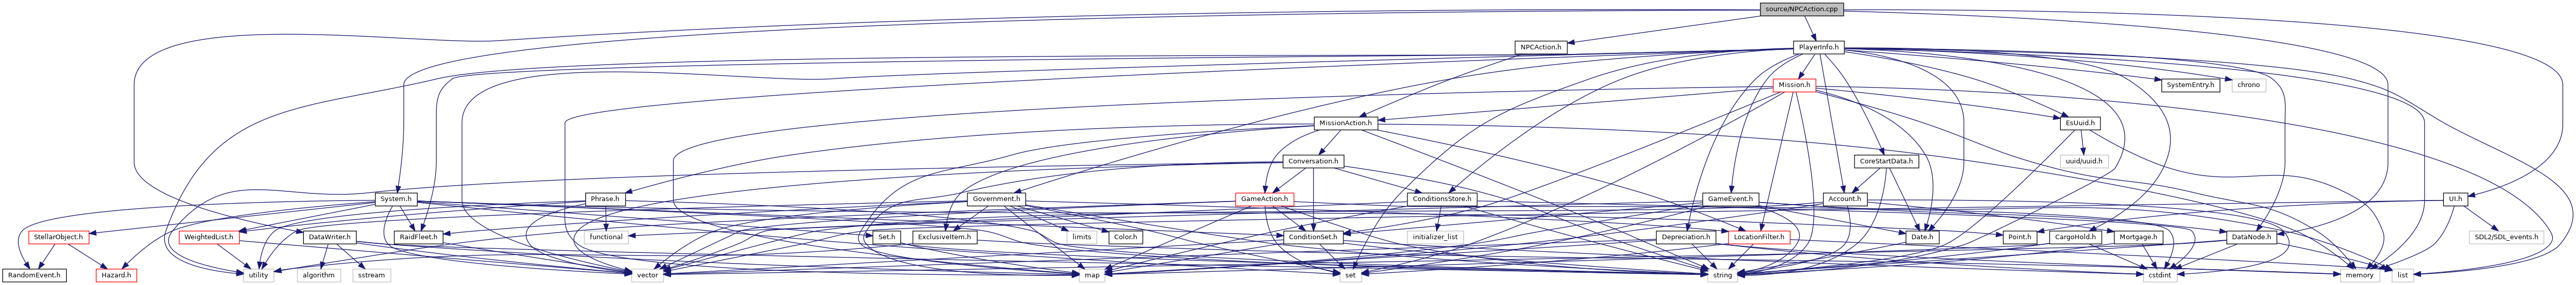 source/NPCAction.cpp
NPCAction.h
PlayerInfo.h
Mission.h
SystemEntry.h
chrono
MissionAction.h
EsUuid.h
Conversation.h
CoreStartData.h
uuid/uuid.h
System.h
Phrase.h
Government.h
GameAction.h
ConditionsStore.h
GameEvent.h
Account.h
UI.h
StellarObject.h
WeightedList.h
DataWriter.h
RaidFleet.h
functional
Set.h
ExclusiveItem.h
limits
Color.h
ConditionSet.h
initializer_list
Depreciation.h
LocationFilter.h
Date.h
Point.h
CargoHold.h
Mortgage.h
DataNode.h
SDL2/SDL_events.h
RandomEvent.h
Hazard.h
utility
algorithm
sstream
vector
map
set
string
cstdint
memory
list